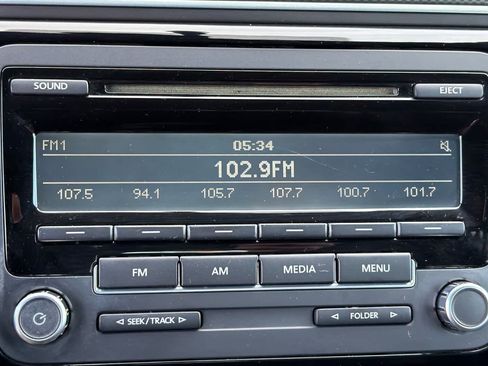 SOUND EJECT
FM1 05:34
102.9FM
107.5 94.1 105.7 107.7 100.7 101.7
FM AM MEDIA MENU
SEEK/TRACK FOLDER